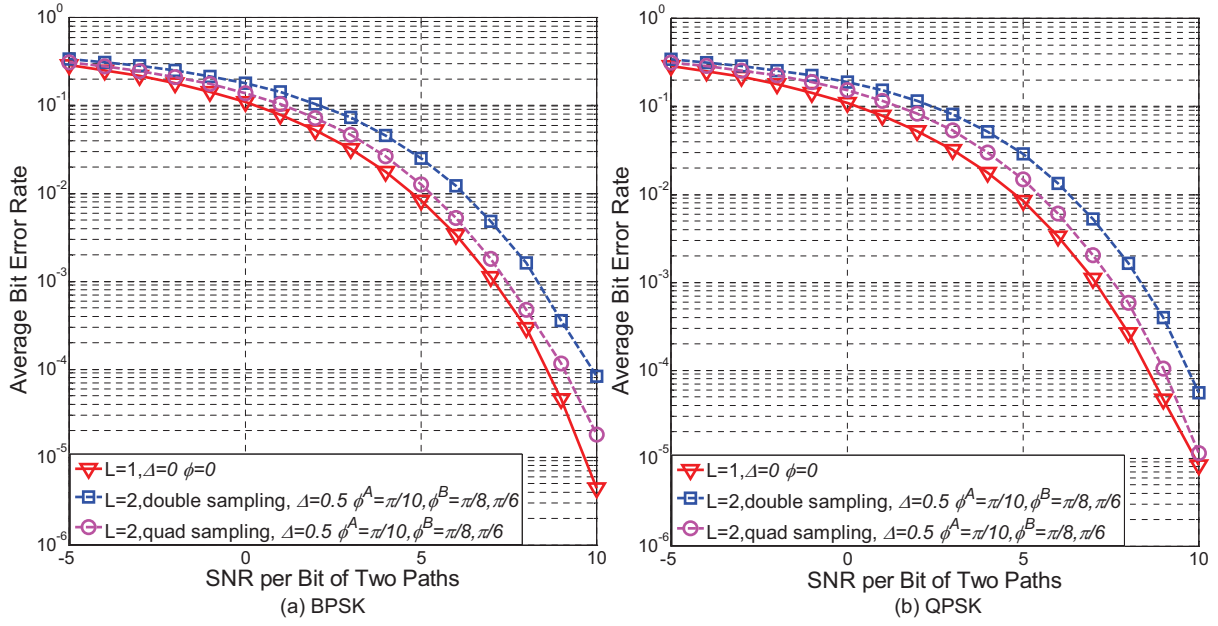 10^0
10^-1
10^-2
10^-3
10^-4
10^-5
10^-6
Average Bit Error Rate
L=1,Δ=0 ϕ=0
L=2,double sampling, Δ=0.5 ϕ^A=π/10,ϕ^B=π/8,π/6
L=2,quad sampling, Δ=0.5 ϕ^A=π/10,ϕ^B=π/8,π/6
-5 0 5 10
SNR per Bit of Two Paths
(a) BPSK
10^0
10^-1
10^-2
10^-3
10^-4
10^-5
10^-6
Average Bit Error Rate
L=1,Δ=0 ϕ=0
L=2,double sampling, Δ=0.5 ϕ^A=π/10,ϕ^B=π/8,π/6
L=2,quad sampling, Δ=0.5 ϕ^A=π/10,ϕ^B=π/8,π/6
-5 0 5 10
SNR per Bit of Two Paths
(b) QPSK